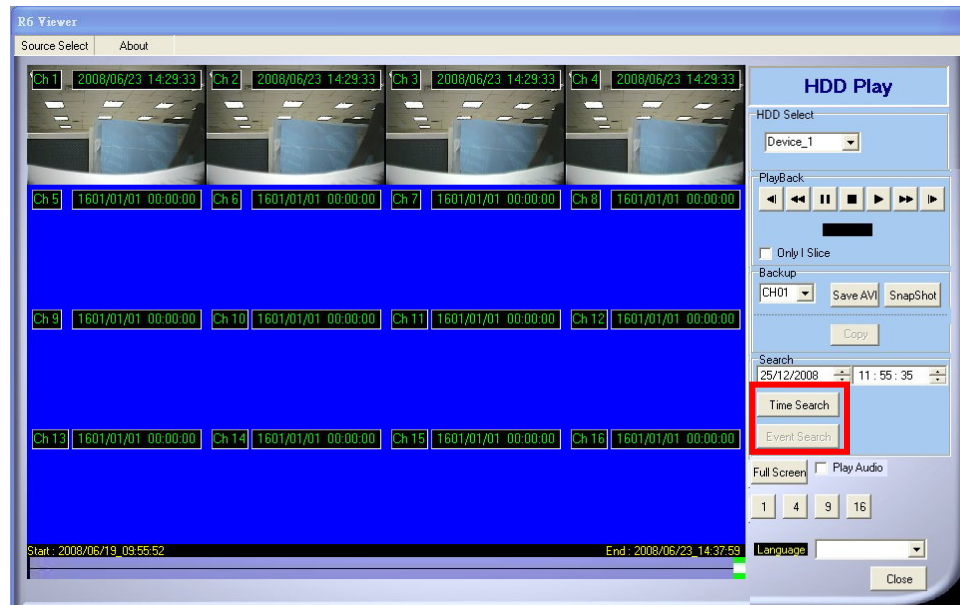 R6 Viewer
Source Select About
Ch 1 2008/06/23 14:29:33 Ch 2 2008/06/23 14:29:33 Ch 3 2008/06/23 14:29:33 Ch 4 2008/06/23 14:29:33
Ch 5 1601/01/01 00:00:00 Ch 6 1601/01/01 00:00:00 Ch 7 1601/01/01 00:00:00 Ch 8 1601/01/01 00:00:00
Ch 9 1601/01/01 00:00:00 Ch 10 1601/01/01 00:00:00 Ch 11 1601/01/01 00:00:00 Ch 12 1601/01/01 00:00:00
Ch 13 1601/01/01 00:00:00 Ch 14 1601/01/01 00:00:00 Ch 15 1601/01/01 00:00:00 Ch 16 1601/01/01 00:00:00
Start : 2008/06/19_09:55:52 End : 2008/06/23_14:37:59
HDD Play
HDD Select
Device_1
PlayBack
Only I Slice
Backup
CH01 Save AVI SnapShot
Copy
Search
25/12/2008 11 : 55 : 35
Time Search
Event Search
Full Screen Play Audio
1 4 9 16
Language
Close